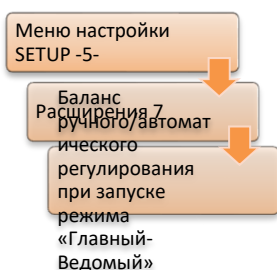 Меню настройки
SETUP -5-
Расширения 7
Баланс
ручного/автомат
ического
регулирования
при запуске
режима
«Главный-
Ведомый»